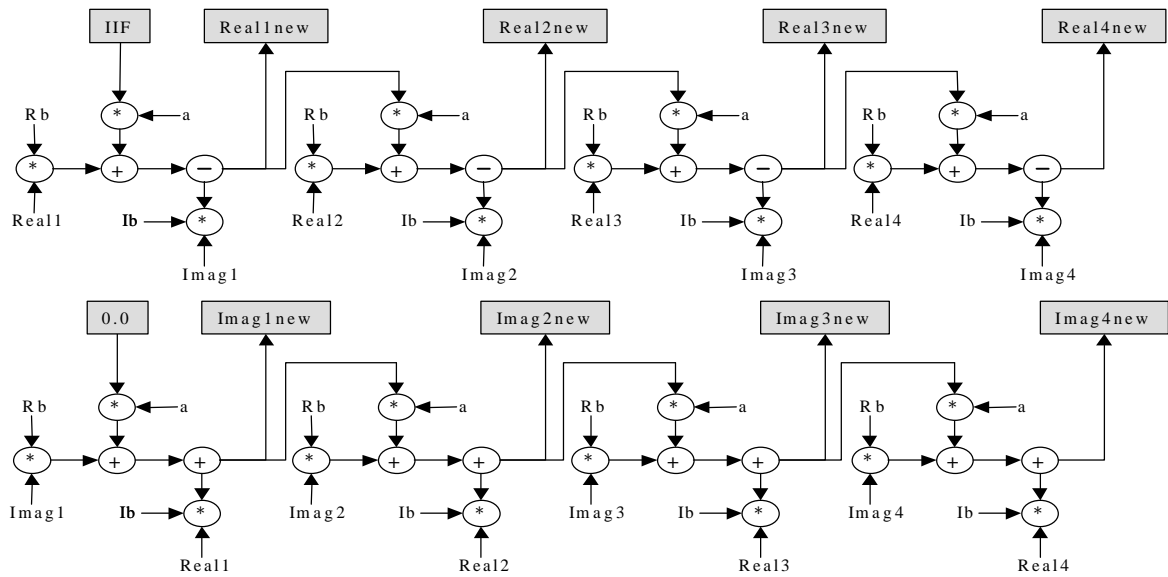 IIF Real1new Real2new Real3new Real4new
* * * *
Rb a Rb a Rb a Rb a
* + − * + − * + − * + −
Real1 Ib * Real2 Ib * Real3 Ib * Real4 Ib *
Imag1 Imag2 Imag3 Imag4
0.0 Imag1new Imag2new Imag3new Imag4new
Rb * a Rb * a Rb * a Rb * a
* + + * + + * + + * + +
Imag1 Ib * Imag2 Ib * Imag3 Ib * Imag4 Ib *
Real1 Real2 Real3 Real4